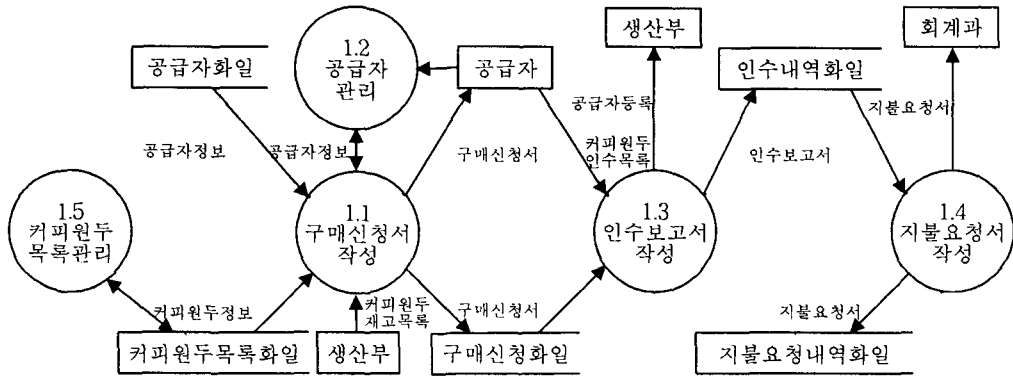 생산부
회계과
1.2
공급자
관리
공급자화일
공급자
인수내역화일
공급자등록
지불요청서
커피원두
인수목록
공급자정보
공급자정보
구매신청서
인수보고서
1.5
커피원두
목록관리
1.1
구매신청서
작성
1.3
인수보고서
작성
1.4
지불요청서
작성
커피원두정보
커피원두
재고목록
구매신청서
지불요청서
커피원두목록화일
생산부
구매신청화일
지불요청내역화일